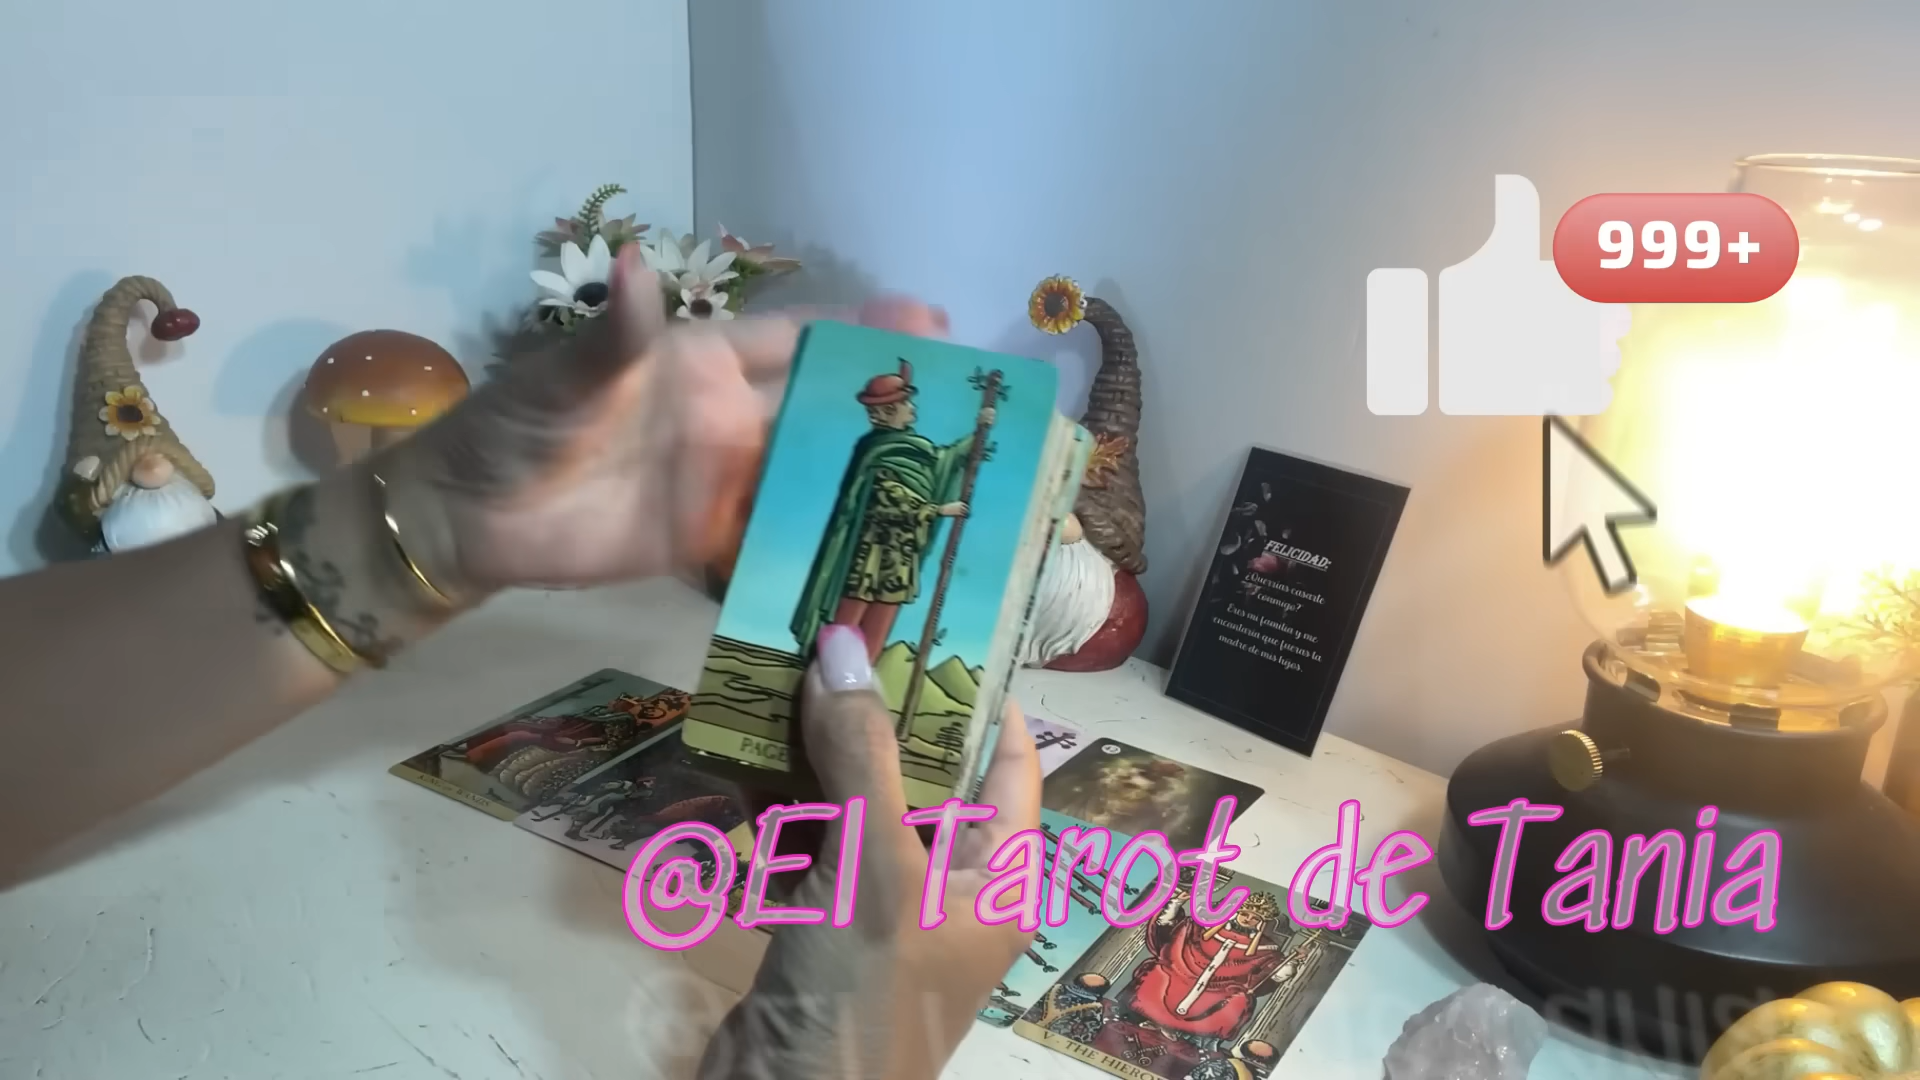 999+
FELICIDAD:
¿Querrías casarte
conmigo?
Eres mi familia y me
encantaría que fueras la
madre de mis hijos.
PAGE
@El Tarot de Tania
V · THE HIERO